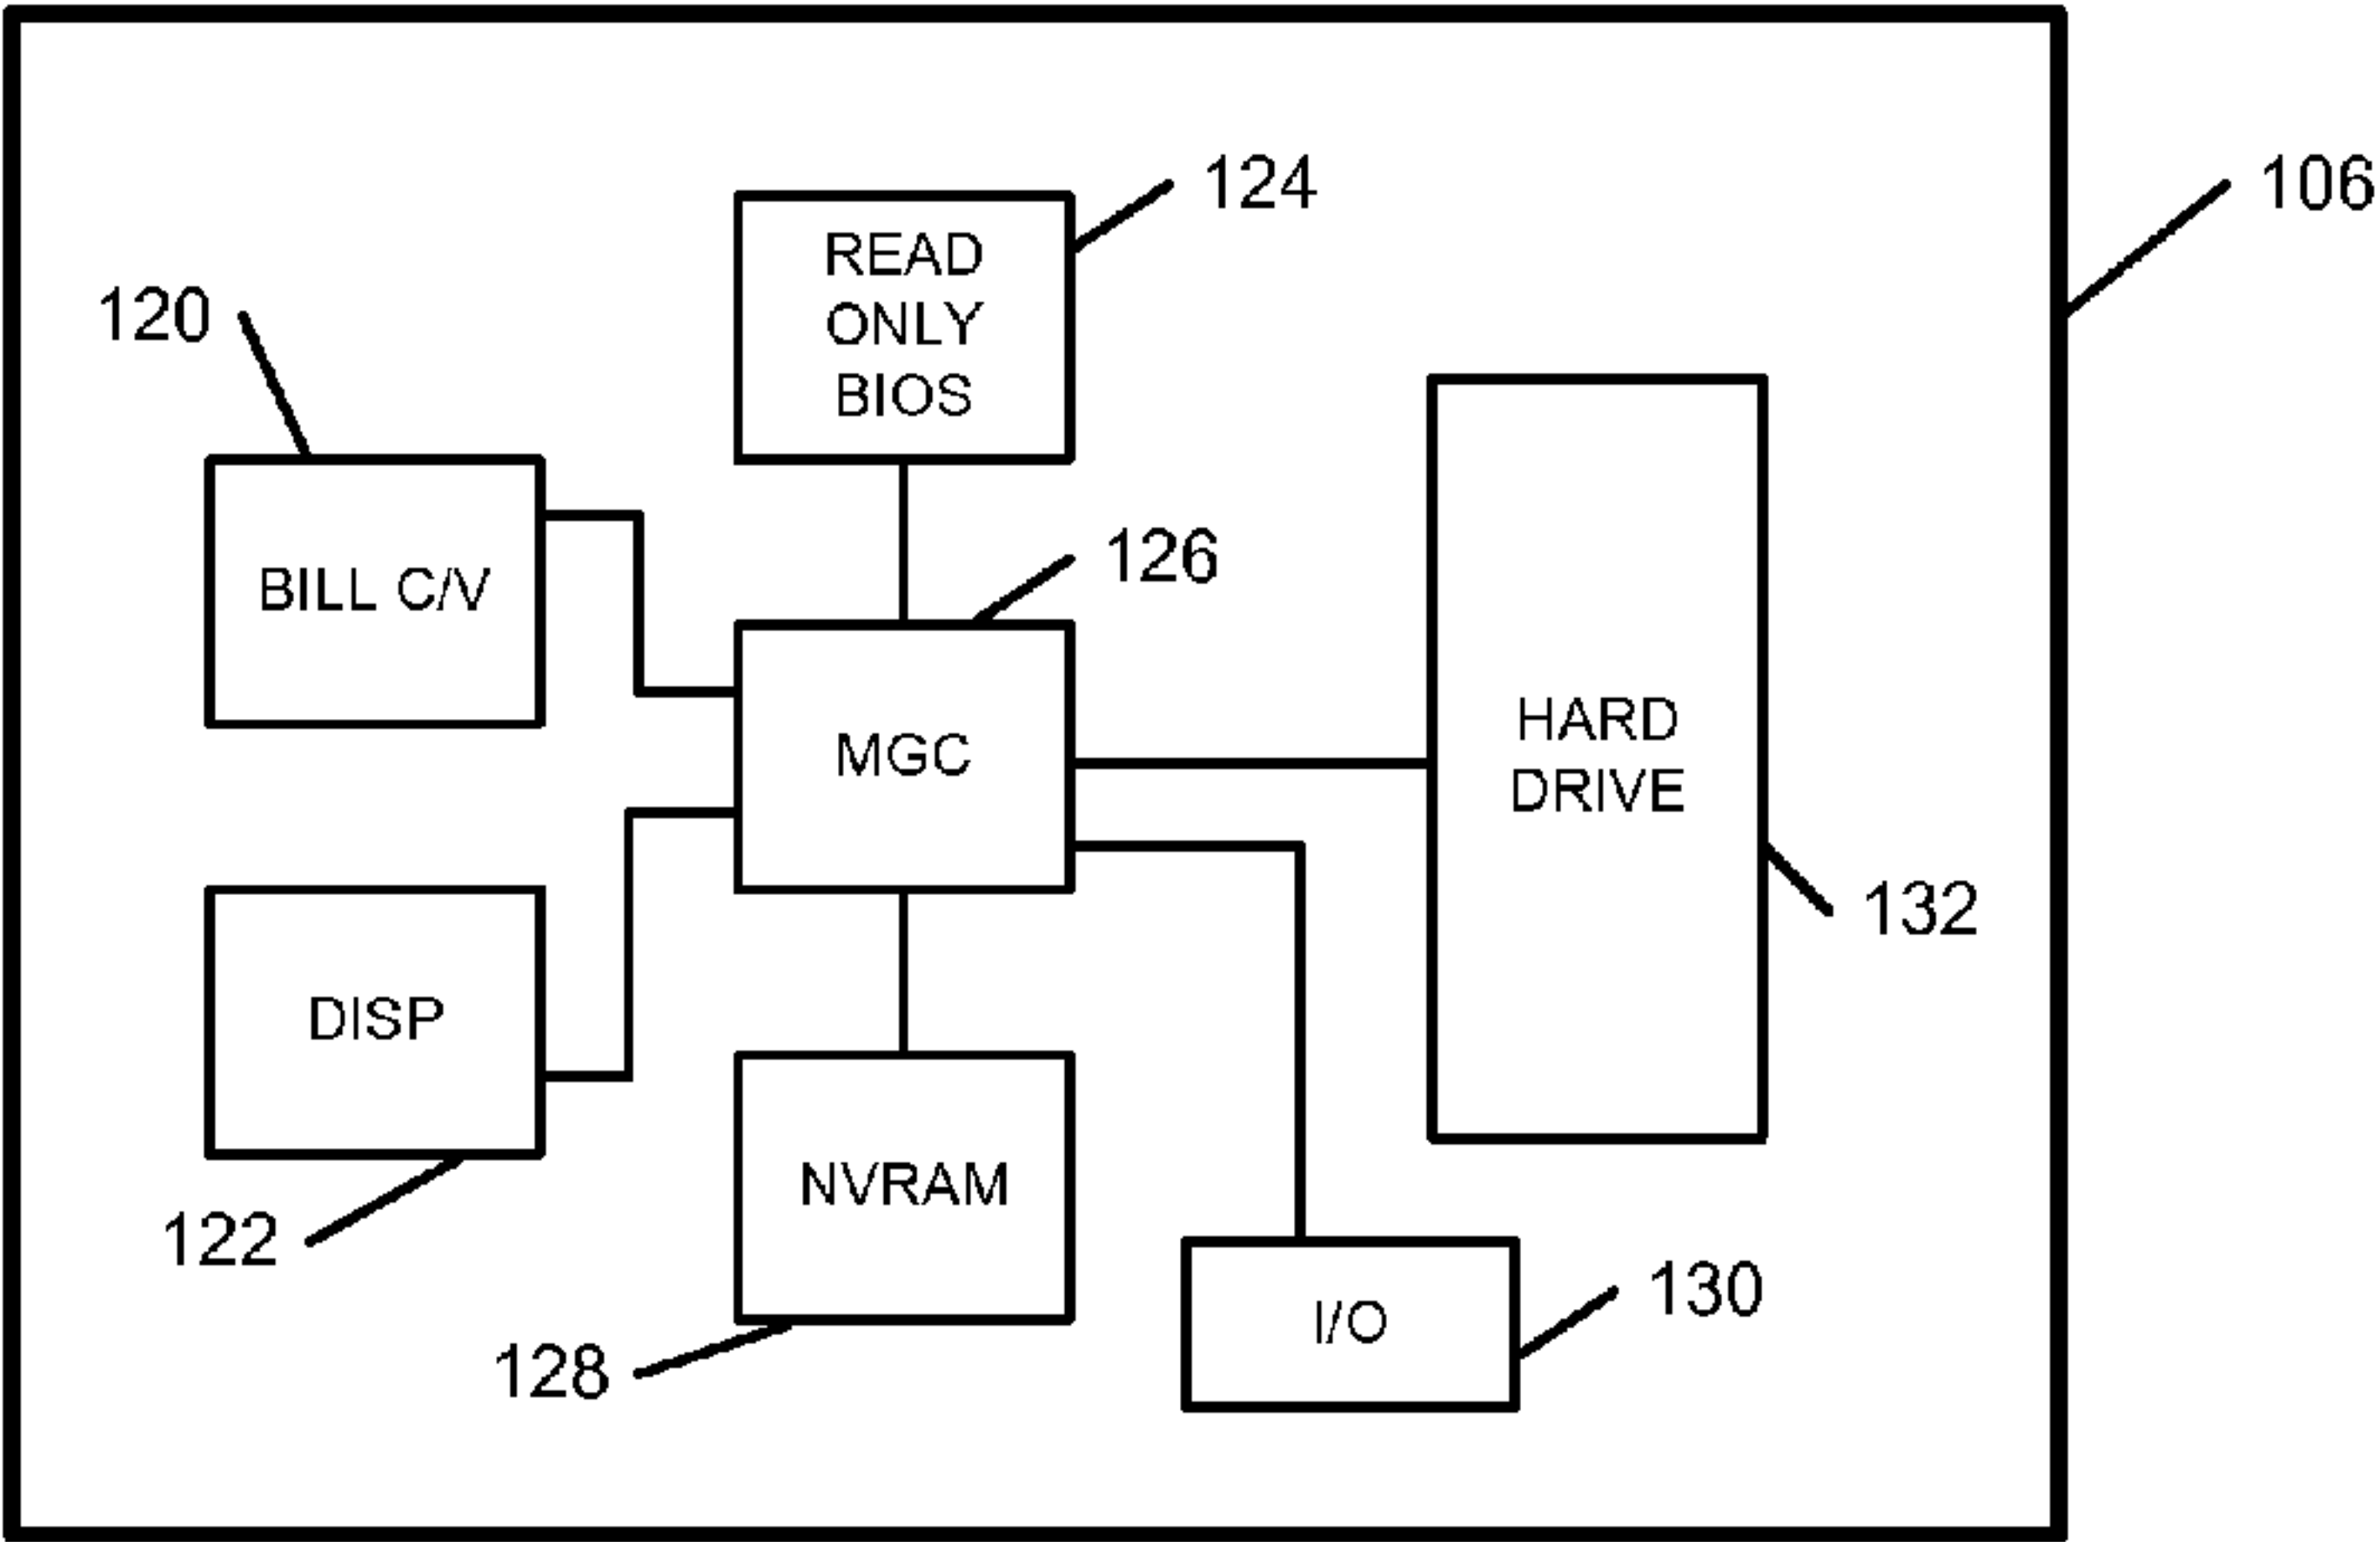 124
106
READ
ONLY
BIOS
120
126
BILL C/V
MGC
HARD
DRIVE
132
DISP
NVRAM
122
130
I/O
128